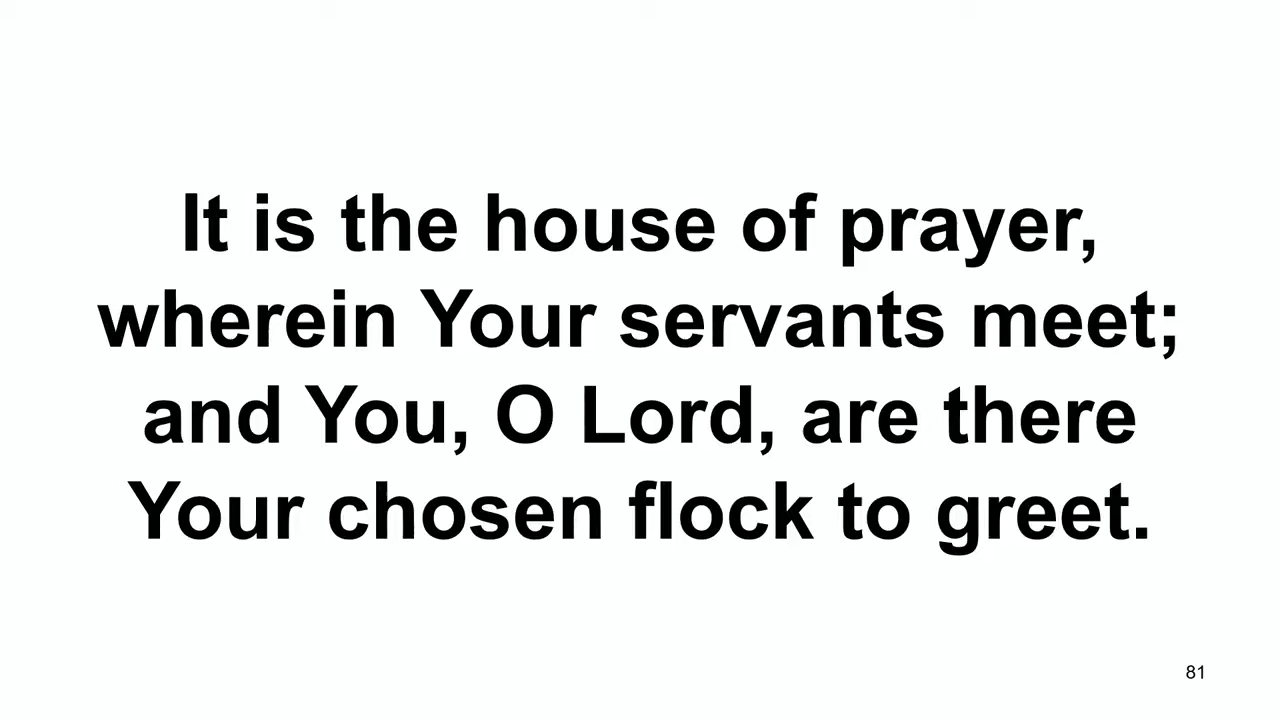 It is the house of prayer,
wherein Your servants meet;
and You, O Lord, are there
Your chosen flock to greet.
81